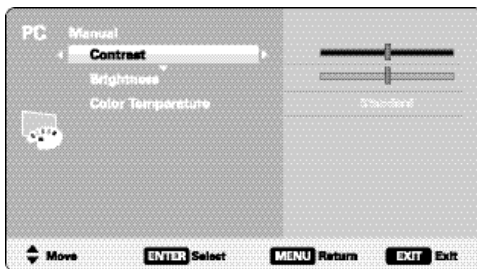 PC Manual
Contrast
Brightness
Color Temperature Standard
Move ENTER Select MENU Return EXIT Exit